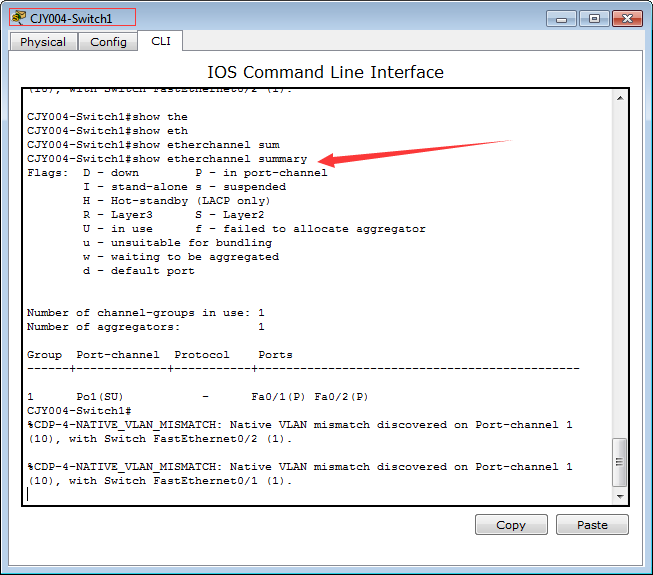 CJY004-Switch1
Physical Config CLI
IOS Command Line Interface
(10), with Switch FastEthernet0/2 (1).
CJY004-Switch1#show the
CJY004-Switch1#show eth
CJY004-Switch1#show etherchannel sum
CJY004-Switch1#show etherchannel summary
Flags:  D - down        P - in port-channel
        I - stand-alone s - suspended
        H - Hot-standby (LACP only)
        R - Layer3      S - Layer2
        U - in use      f - failed to allocate aggregator
        u - unsuitable for bundling
        w - waiting to be aggregated
        d - default port
Number of channel-groups in use: 1
Number of aggregators:           1
Group  Port-channel  Protocol    Ports
------+-------------+-----------+----------------------------------------------
1      Po1(SU)           -      Fa0/1(P) Fa0/2(P)
CJY004-Switch1#
%CDP-4-NATIVE_VLAN_MISMATCH: Native VLAN mismatch discovered on Port-channel 1
(10), with Switch FastEthernet0/2 (1).
%CDP-4-NATIVE_VLAN_MISMATCH: Native VLAN mismatch discovered on Port-channel 1
(10), with Switch FastEthernet0/1 (1).
Copy Paste